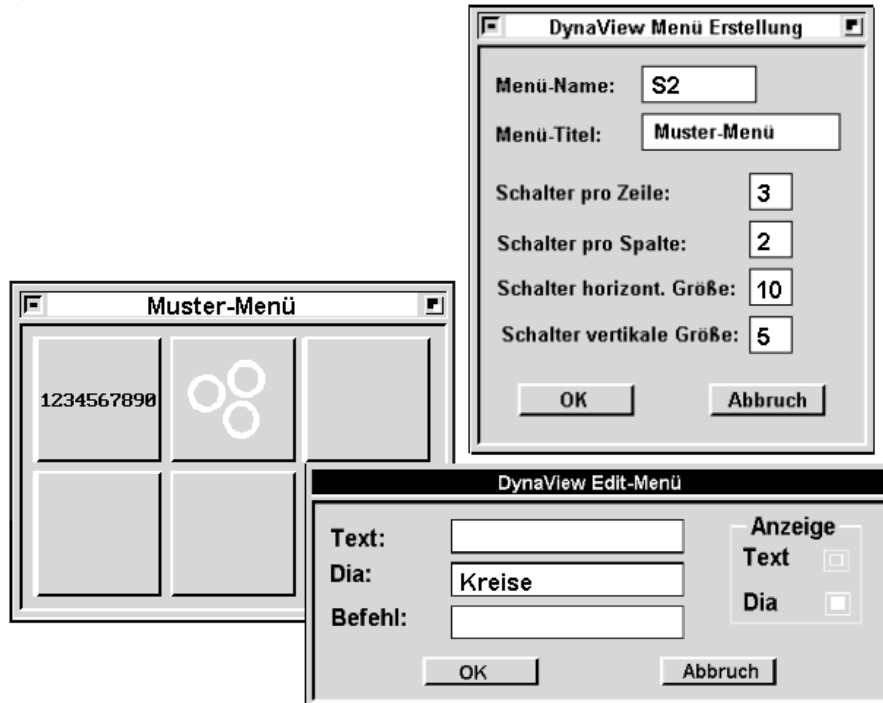 DynaView Menü Erstellung
Menü-Name: S2
Menü-Titel: Muster-Menü
Schalter pro Zeile: 3
Schalter pro Spalte: 2
Schalter horizont. Größe: 10
Schalter vertikale Größe: 5
OK Abbruch
Muster-Menü
1234567890
DynaView Edit-Menü
Text:
Dia: Kreise
Befehl:
Anzeige
Text
Dia
OK Abbruch